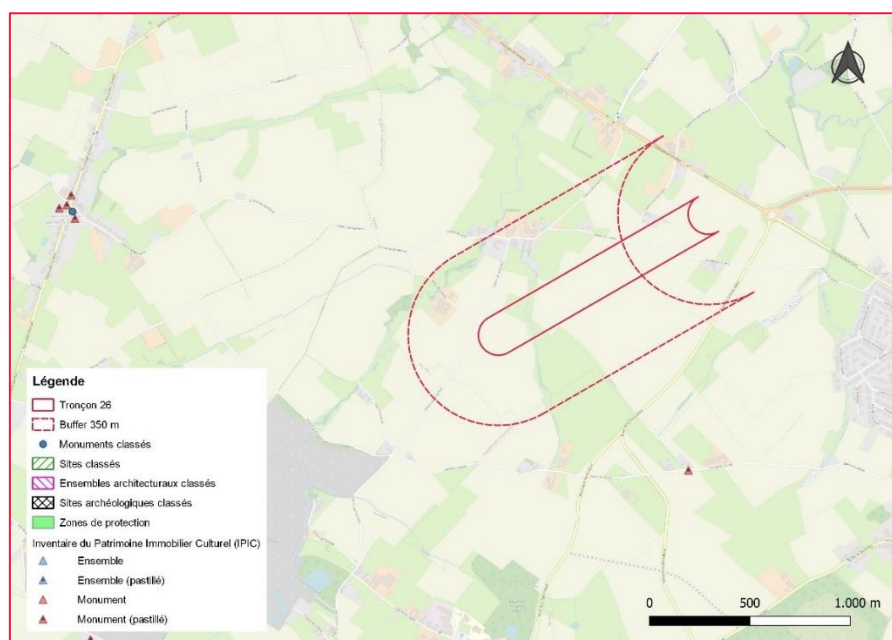 Légende
Tronçon 26
Buffer 350 m
Monuments classés
Sites classés
Ensembles architecturaux classés
Sites archéologiques classés
Zones de protection
Inventaire du Patrimoine Immobilier Culturel (IPIC)
Ensemble
Ensemble (pastillé)
Monument
Monument (pastillé)
0 500 1.000 m